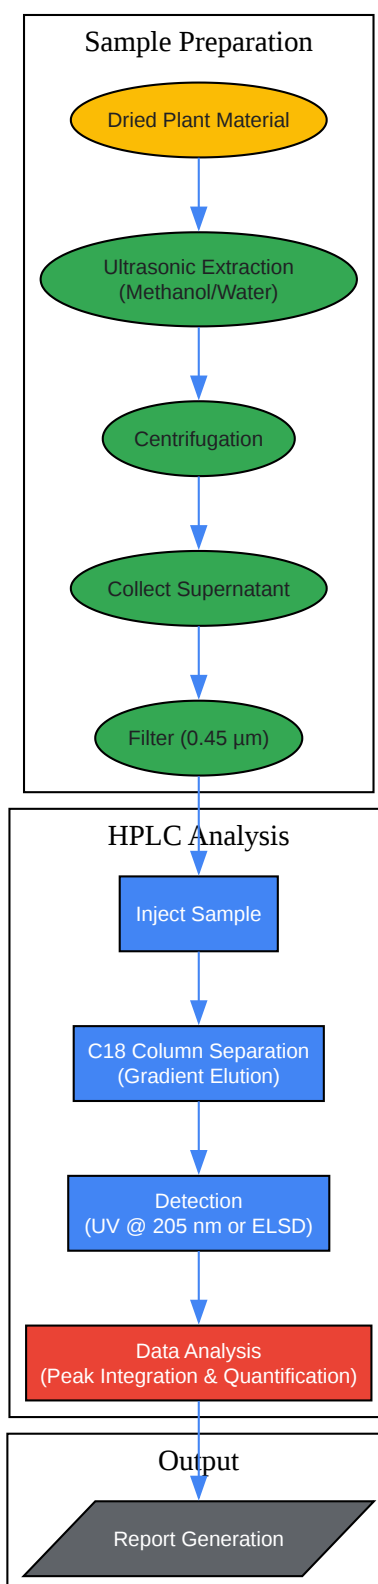 Sample Preparation
Dried Plant Material
Ultrasonic Extraction
(Methanol/Water)
Centrifugation
Collect Supernatant
Filter (0.45 µm)
HPLC Analysis
Inject Sample
C18 Column Separation
(Gradient Elution)
Detection
(UV @ 205 nm or ELSD)
Data Analysis
(Peak Integration & Quantification)
Output
Report Generation